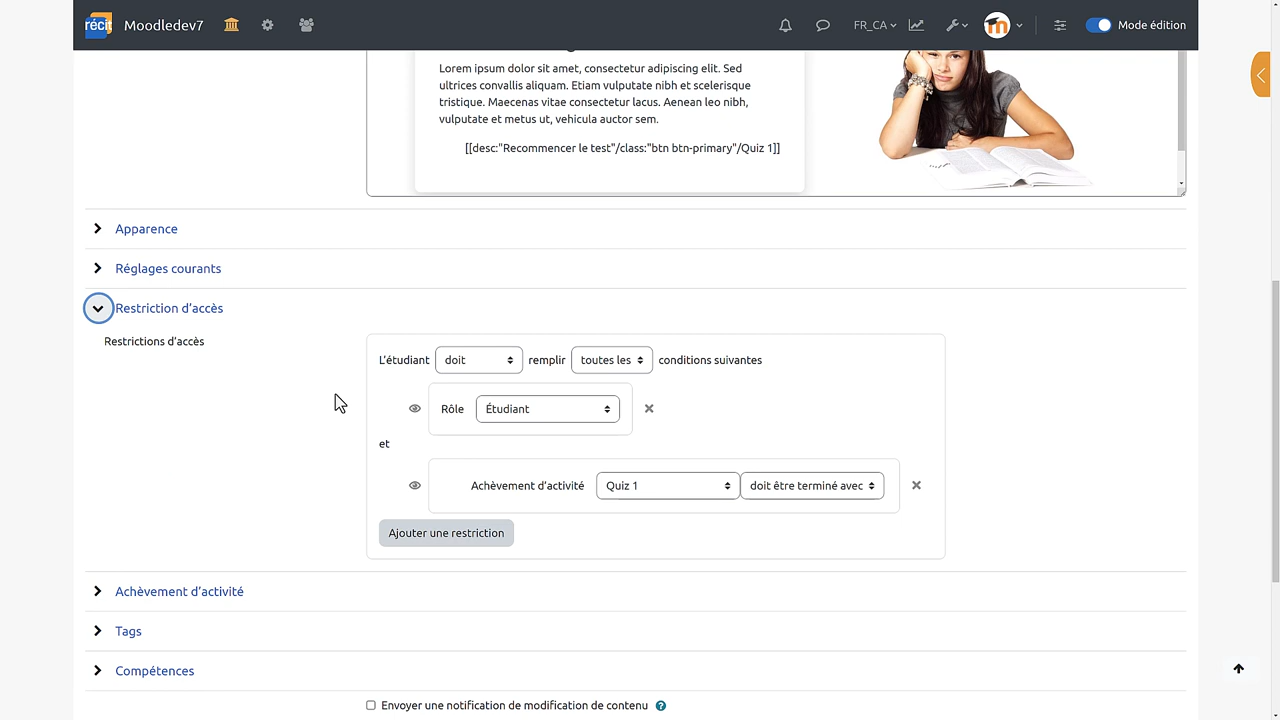 récit Moodledev7 FR_CA Mode édition
Lorem ipsum dolor sit amet, consectetur adipiscing elit. Sed
ultrices convallis aliquam. Etiam vulputate nibh et scelerisque
tristique. Maecenas vitae consectetur lacus. Aenean leo nibh,
vulputate et metus ut, vehicula auctor sem.
[[desc:"Recommencer le test"/class:"btn btn-primary"/Quiz 1]]
Apparence
Réglages courants
Restriction d'accès
Restrictions d'accès
L'étudiant doit remplir toutes les conditions suivantes
Rôle Étudiant
et
Achèvement d'activité Quiz 1 doit être terminé avec
Ajouter une restriction
Achèvement d'activité
Tags
Compétences
Envoyer une notification de modification de contenu